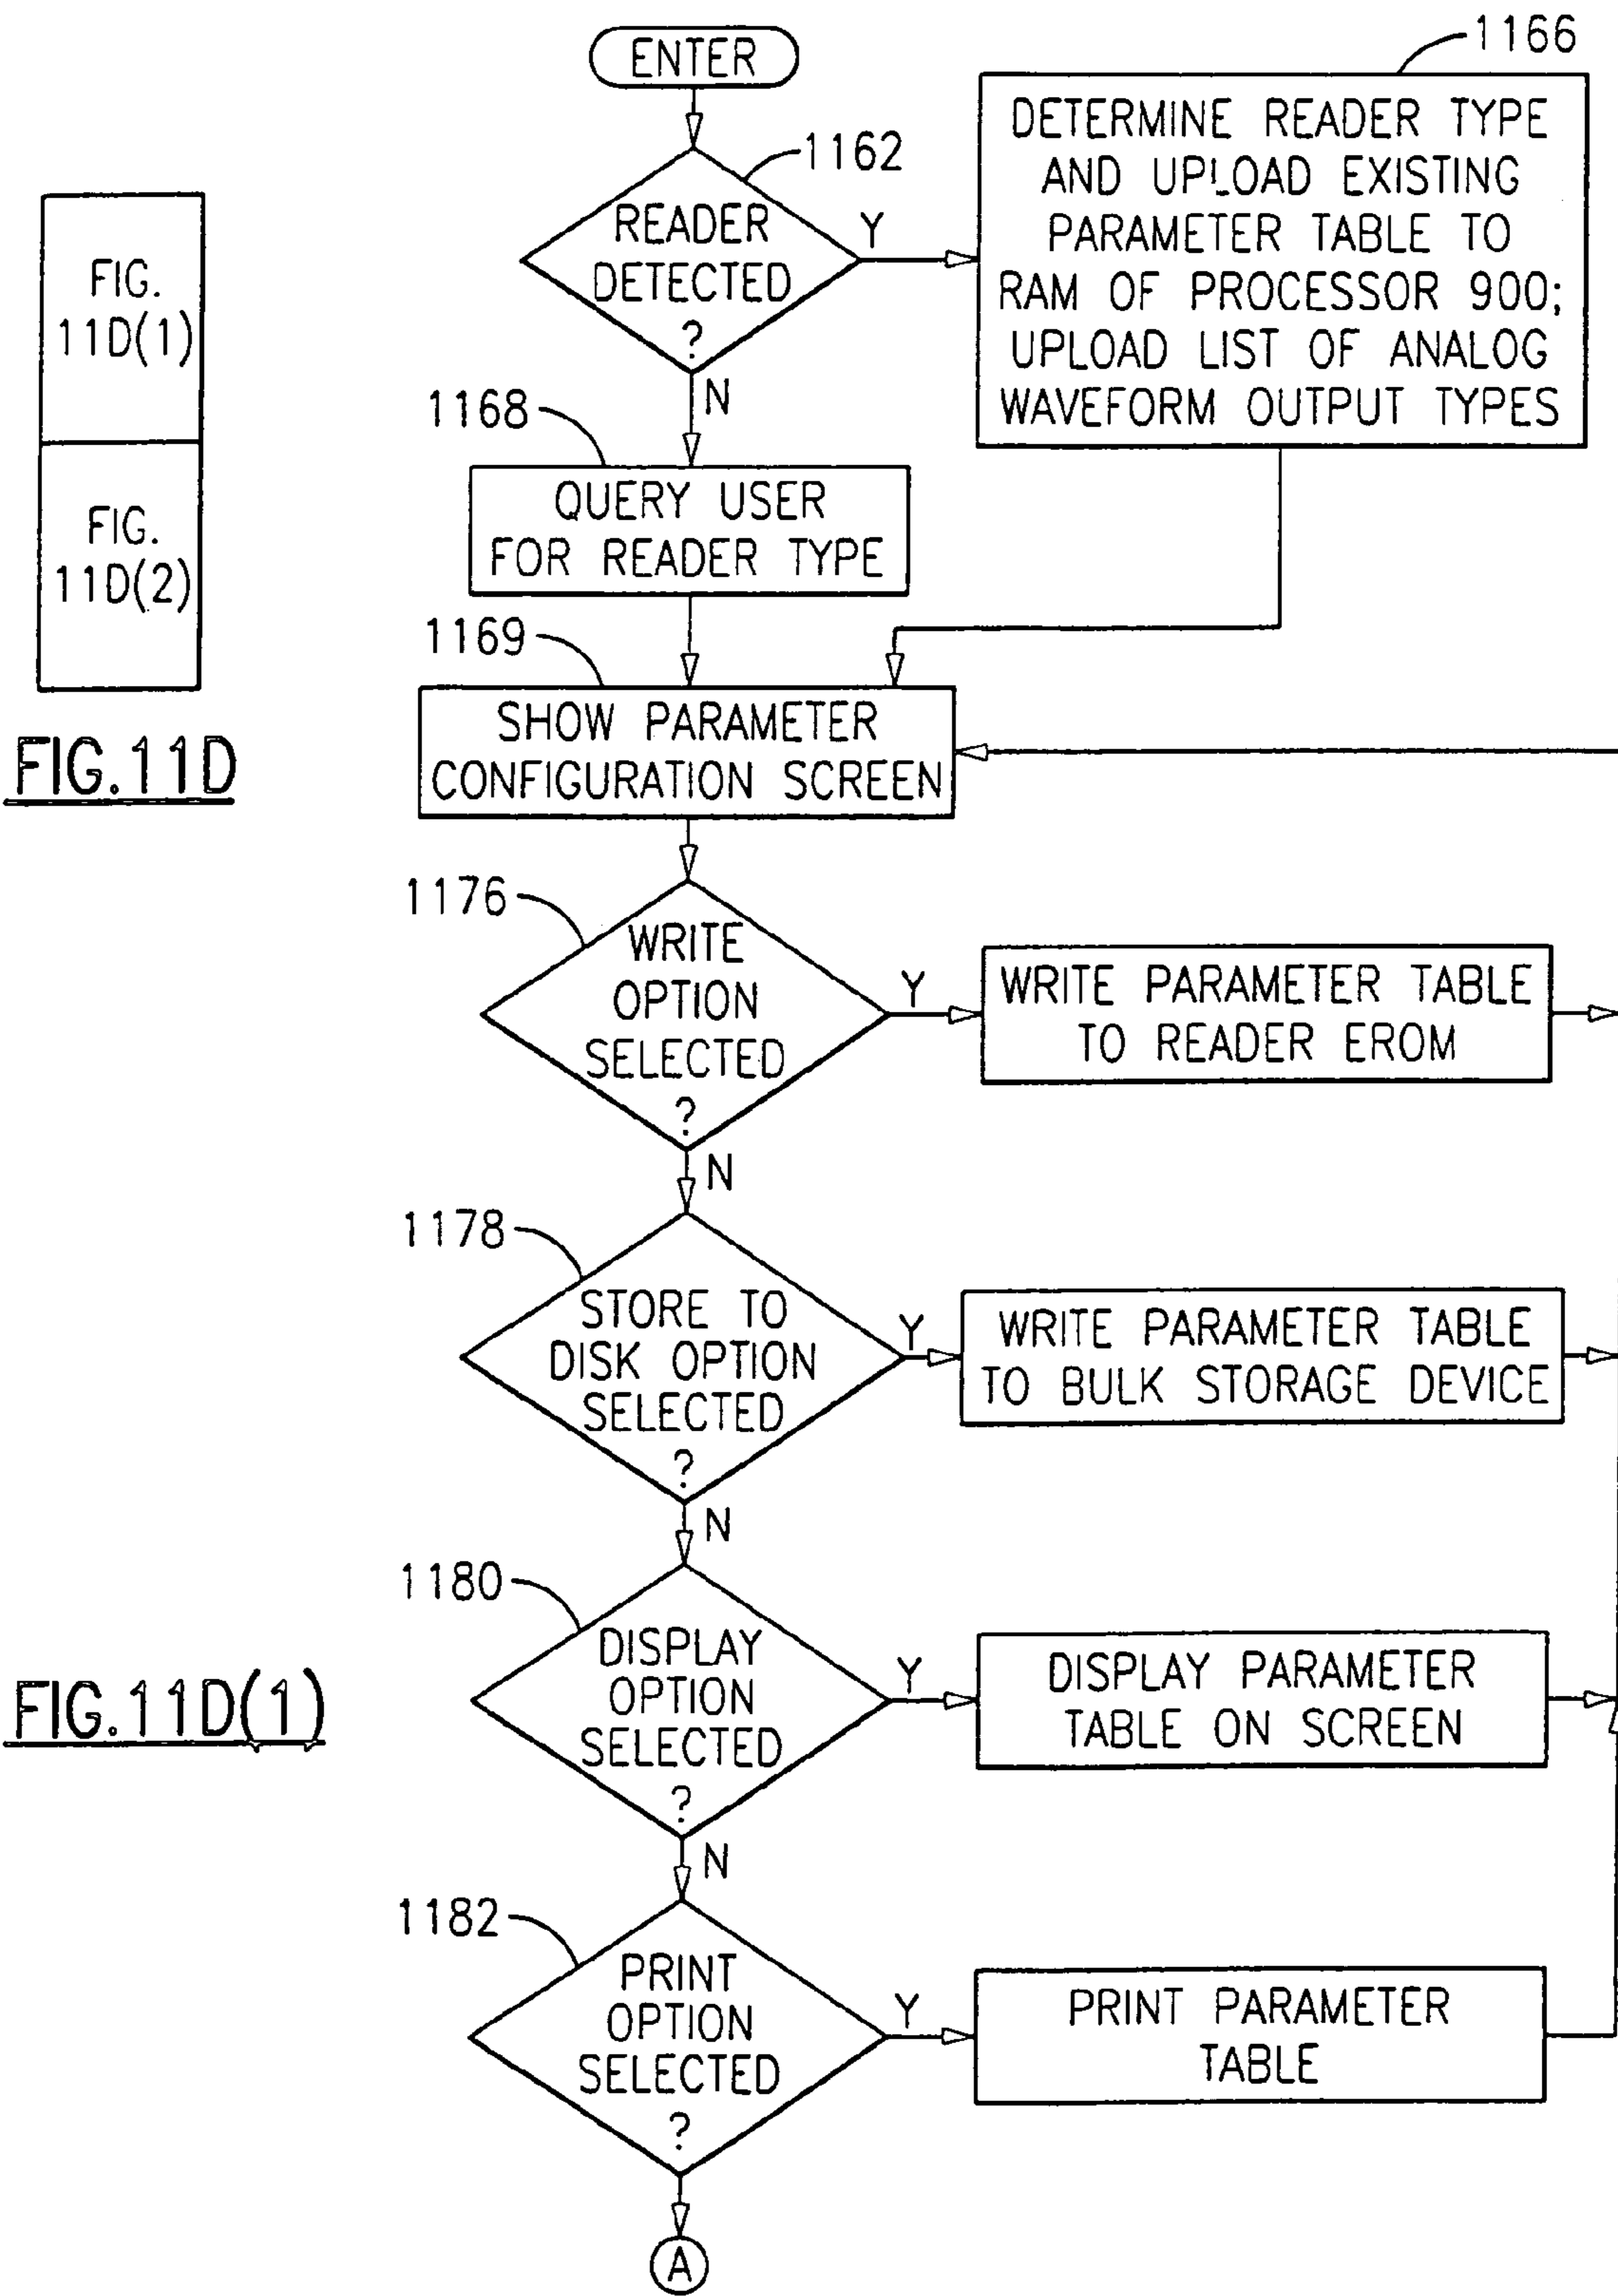 ENTER
1166
1162
READER
DETECTED
?
Y
N
DETERMINE READER TYPE
AND UPLOAD EXISTING
PARAMETER TABLE TO
RAM OF PROCESSOR 900;
UPLOAD LIST OF ANALOG
WAVEFORM OUTPUT TYPES
FIG.
11D(1)
FIG.
11D(2)
FIG.11D
1168
QUERY USER
FOR READER TYPE
1169
SHOW PARAMETER
CONFIGURATION SCREEN
1176
WRITE
OPTION
SELECTED
?
Y
N
WRITE PARAMETER TABLE
TO READER EROM
1178
STORE TO
DISK OPTION
SELECTED
?
Y
N
WRITE PARAMETER TABLE
TO BULK STORAGE DEVICE
1180
DISPLAY
OPTION
SELECTED
?
Y
N
DISPLAY PARAMETER
TABLE ON SCREEN
FIG.11D(1)
1182
PRINT
OPTION
SELECTED
?
Y
PRINT PARAMETER
TABLE
A